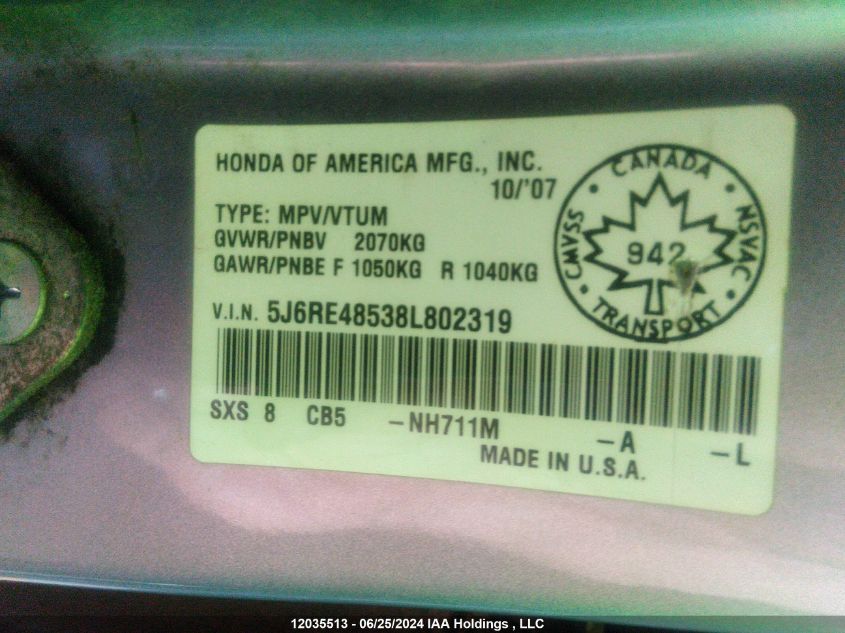 HONDA OF AMERICA MFG., INC.
10/'07
TYPE: MPV/VTUM
GVWR/PNBV 2070KG
GAWR/PNBE F 1050KG R 1040KG
V.I.N. 5J6RE48538L802319
SXS 8 CB5 -NH711M -A -L
MADE IN U.S.A.
CANADA
CMVSS
942
NSVAC
TRANSPORT
12035513 - 06/25/2024 IAA Holdings , LLC